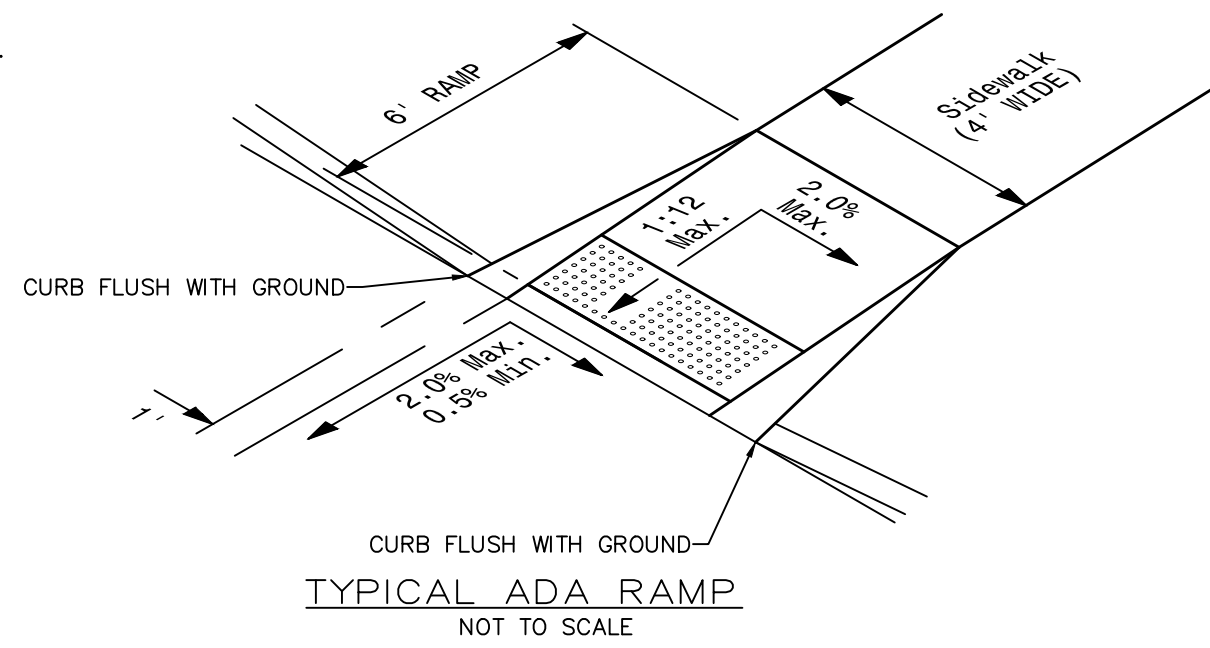 6' RAMP
Sidewalk
(4' WIDE)
1:12
Max.
2.0%
Max.
CURB FLUSH WITH GROUND
2.0% Max.
0.5% Min.
1'
CURB FLUSH WITH GROUND
TYPICAL ADA RAMP
NOT TO SCALE